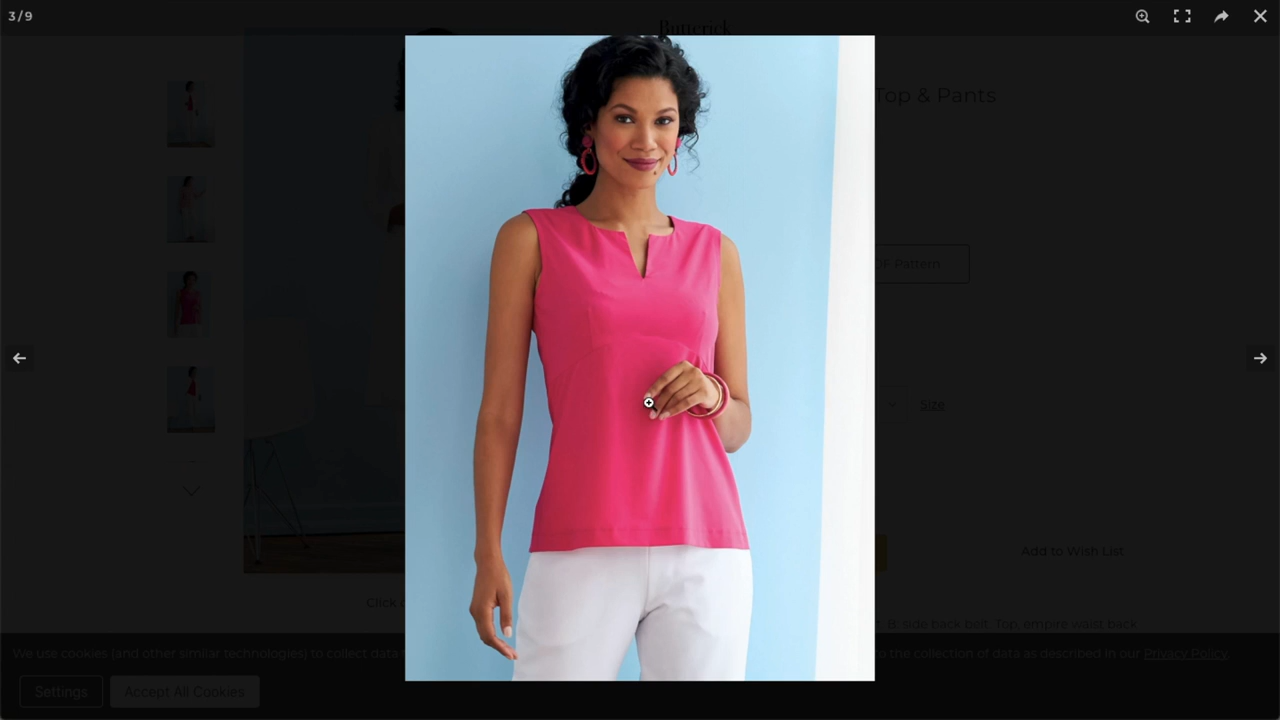 3 / 9
Butterick
Top & Pants
Pattern
Size
Add to Wish List
Click
8" side back belt. Top, empire waist back
We use cookies (and other similar technologies) to collect data
to the collection of data as described in our Privacy Policy.
Settings
Accept All Cookies